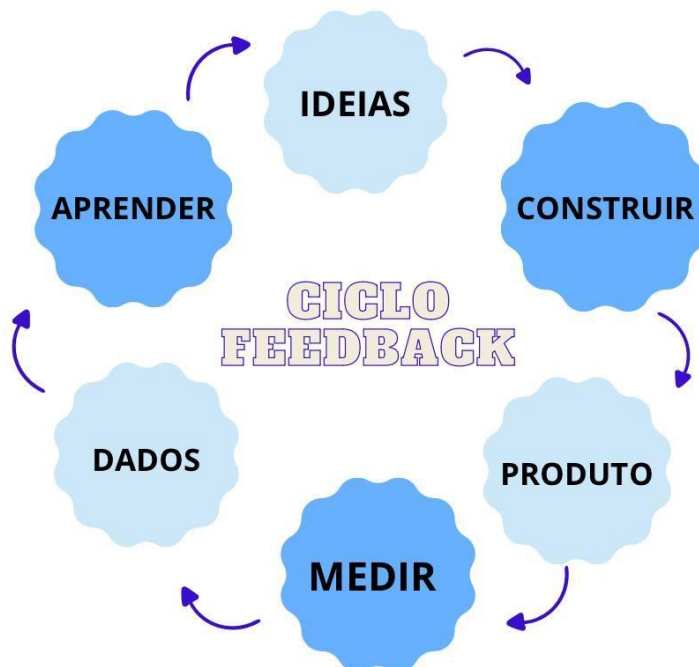 IDEIAS
CONSTRUIR
PRODUTO
MEDIR
DADOS
APRENDER
CICLO
FEEDBACK